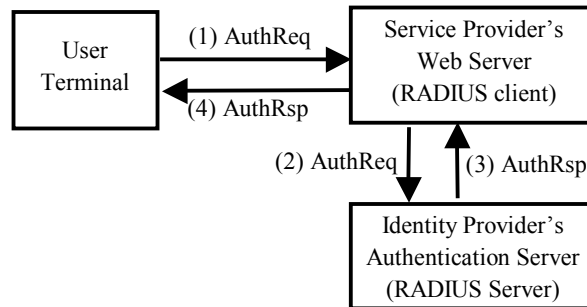 User
Terminal
(1) AuthReq
(4) AuthRsp
Service Provider’s
Web Server
(RADIUS client)
(2) AuthReq
(3) AuthRsp
Identity Provider’s
Authentication Server
(RADIUS Server)